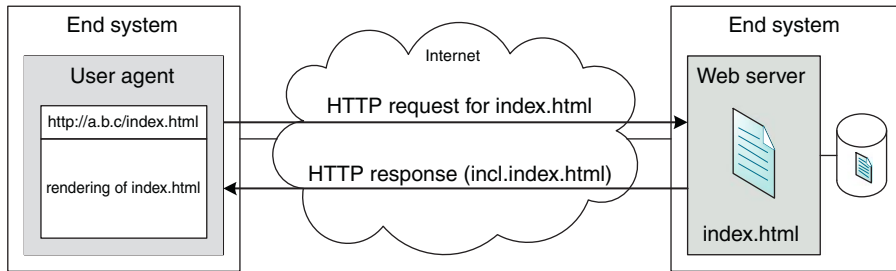 End system
User agent
http://a.b.c/index.html
rendering of index.html
Internet
HTTP request for index.html
HTTP response (incl.index.html)
End system
Web server
index.html